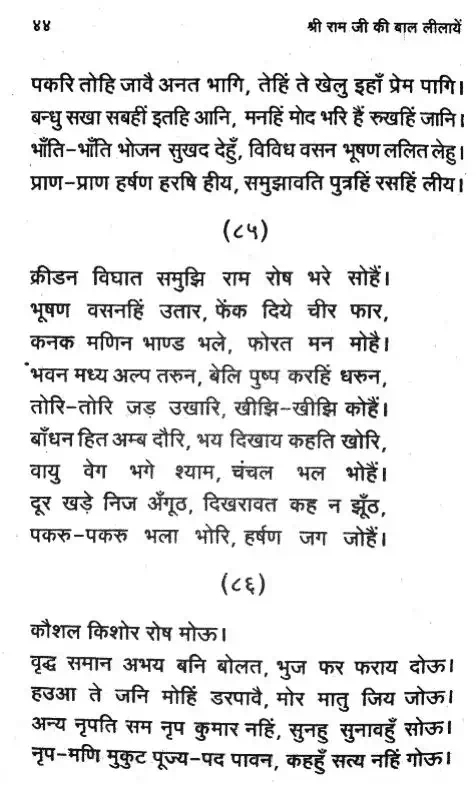 ४४ श्री राम जी की बाल लीलायें
पकरि तोहि जावै अनत भागि, तेहिं ते खेलु इहाँ प्रेम पागि।
बन्धु सखा सबहीं इतहि आनि, मनहिं मोद भरि हैं रुखहिं जानि।
भाँति-भाँति भोजन सुखद देहुँ, विविध वसन भूषण ललित लेहु।
प्राण-प्राण हर्षण हरषि हीय, समुझावति पुत्रहिं रसहिं लीय।
(८५)
क्रीडन विघात समुझि राम रोष भरे सोहैं।
भूषण वसनहिं उतार, फेंक दिये चीर फार,
कनक मणिन भाण्ड भले, फोरत मन मोहै।
भवन मध्य अल्प तरुन, बेलि पुष्प करहिं धरुन,
तोरि-तोरि जड़ उखारि, खीझि-खीझि कोहैं।
बाँधन हित अम्ब दौरि, भय दिखाय कहति खोरि,
वायु वेग भगे श्याम, चंचल भल भोहैं।
दूर खड़े निज अँगूठ, दिखरावत कह न झूँठ,
पकरु-पकरु भला भोरि, हर्षण जग जोहैं।
(८६)
कौशल किशोर रोष मोऊ।
वृद्ध समान अभय बनि बोलत, भुज फर फराय दोऊ।
हउआ ते जनि मोहिं डरपावै, मोर मातु जिय जोऊ।
अन्य नृपति सम नृप कुमार नहिं, सुनहु सुनावहुँ सोऊ।
नृप-मणि मुकुट पूज्य-पद पावन, कहहुँ सत्य नहिं गोऊ।